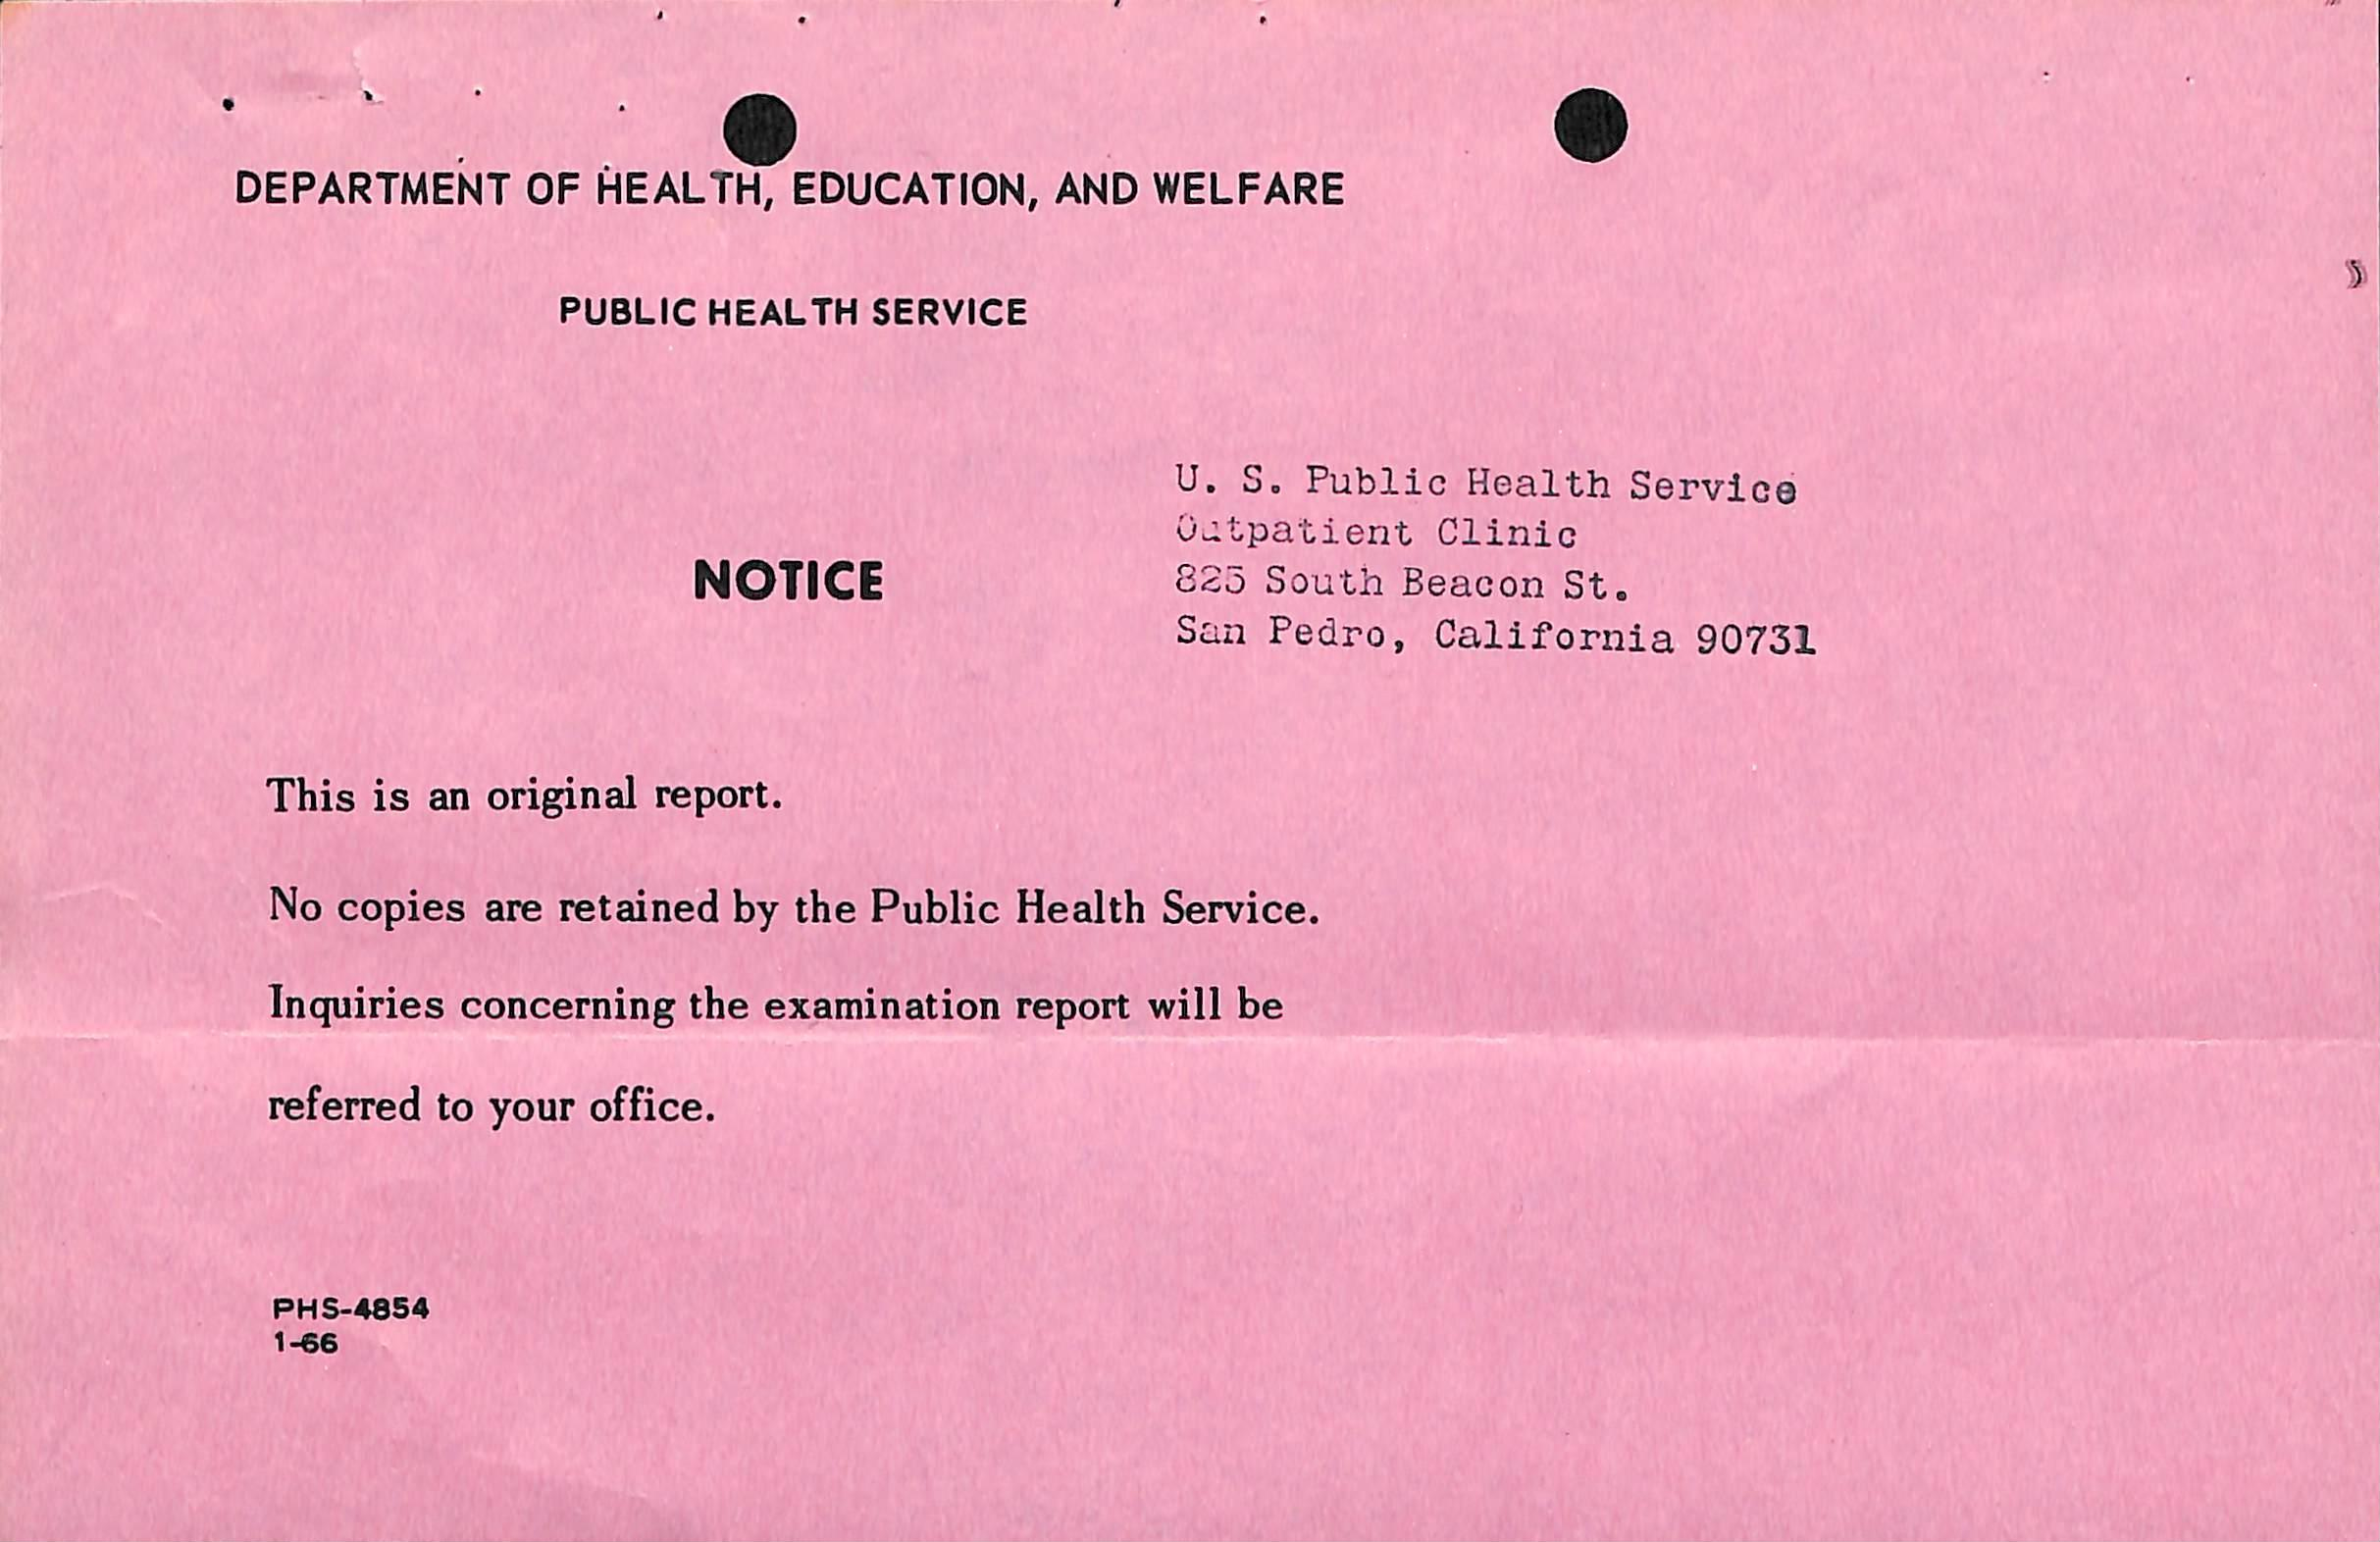 DEPARTMENT OF HEALTH, EDUCATION, AND WELFARE
PUBLIC HEALTH SERVICE
U. S. Public Health Service
Outpatient Clinic
825 South Beacon St.
San Pedro, California 90731
NOTICE
This is an original report.
No copies are retained by the Public Health Service.
Inquiries concerning the examination report will be
referred to your office.
PHS-4854
1-66